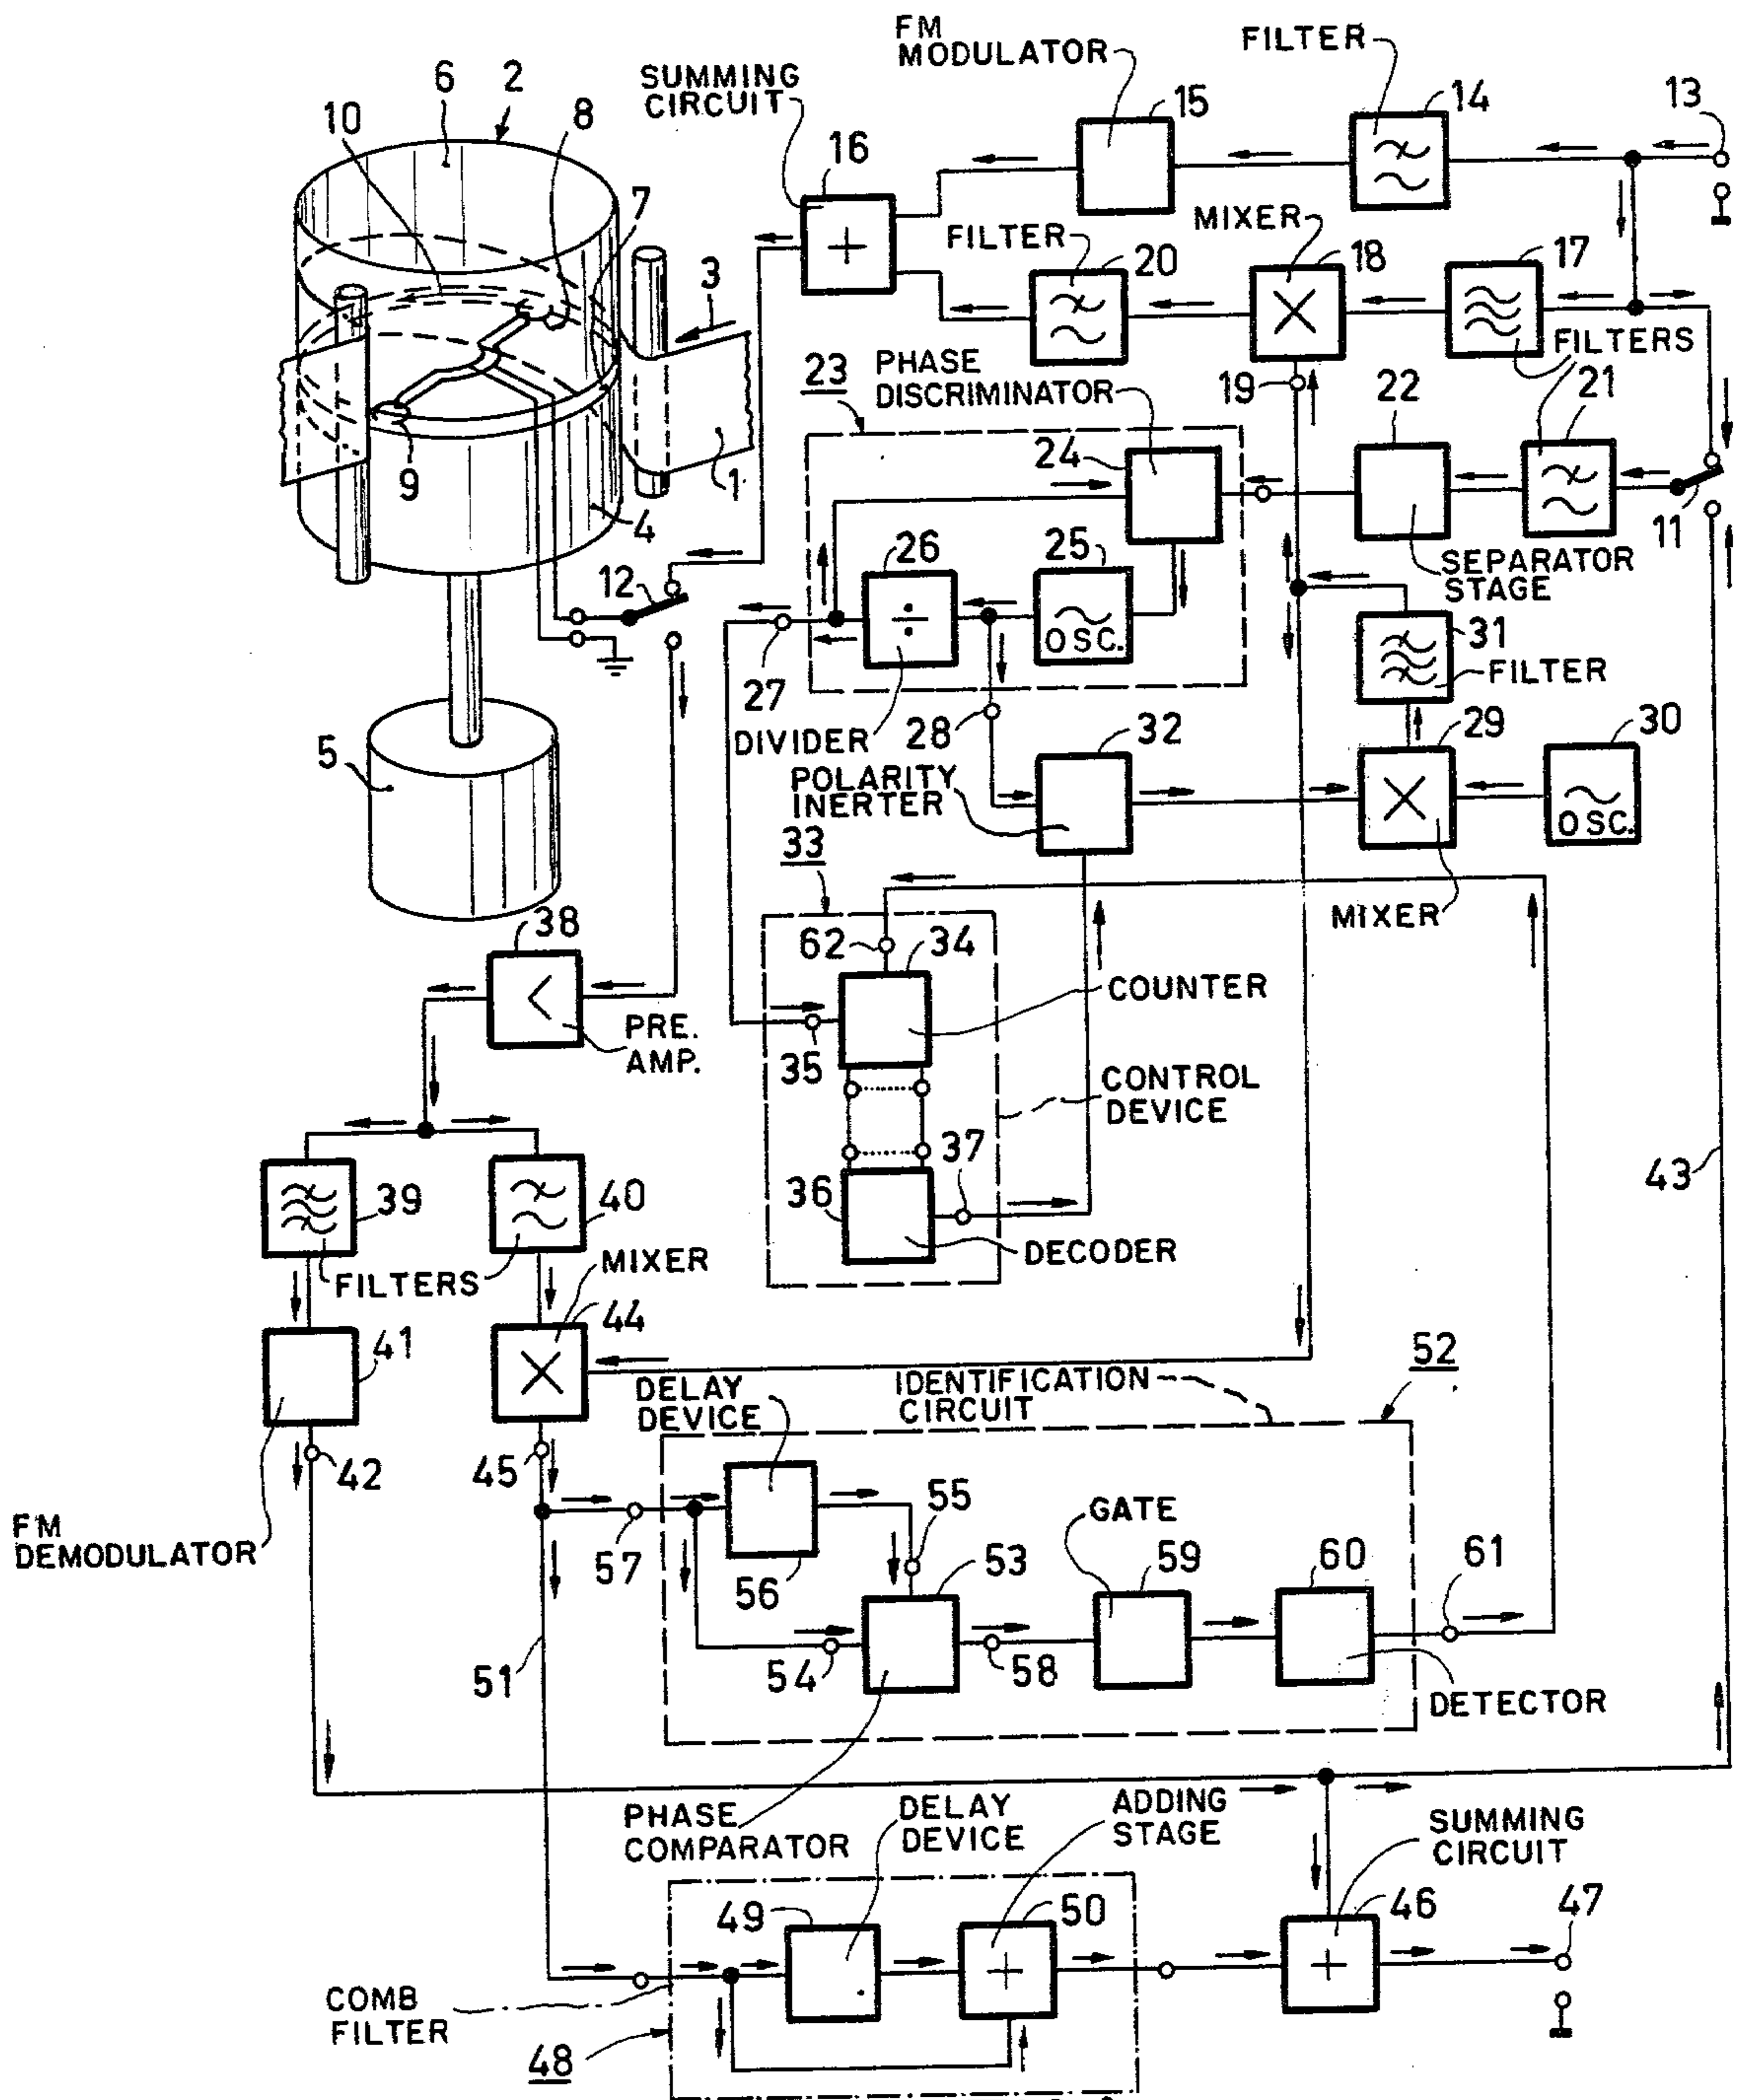 FM
MODULATOR
FILTER
SUMMING
CIRCUIT
6
2
8
10
7
3
16
15
14
13
MIXER
FILTER
20
18
17
FILTERS
PHASE
DISCRIMINATOR
23
19
22
21
24
9
1
4
11
12
26
25
SEPARATOR
STAGE
OSC.
31
FILTER
27
DIVIDER
28
32
29
30
5
POLARITY
INERTER
OSC.
33
MIXER
38
62
34
COUNTER
PRE.
AMP.
35
CONTROL
DEVICE
37
43
39
40
36
DECODER
FILTERS
MIXER
44
41
52
DELAY
DEVICE
IDENTIFICATION
CIRCUIT
42
45
55
GATE
FM
DEMODULATOR
57
56
53
59
60
61
54
58
51
DETECTOR
PHASE
COMPARATOR
DELAY
DEVICE
ADDING
STAGE
SUMMING
CIRCUIT
49
50
46
47
COMB
FILTER
48